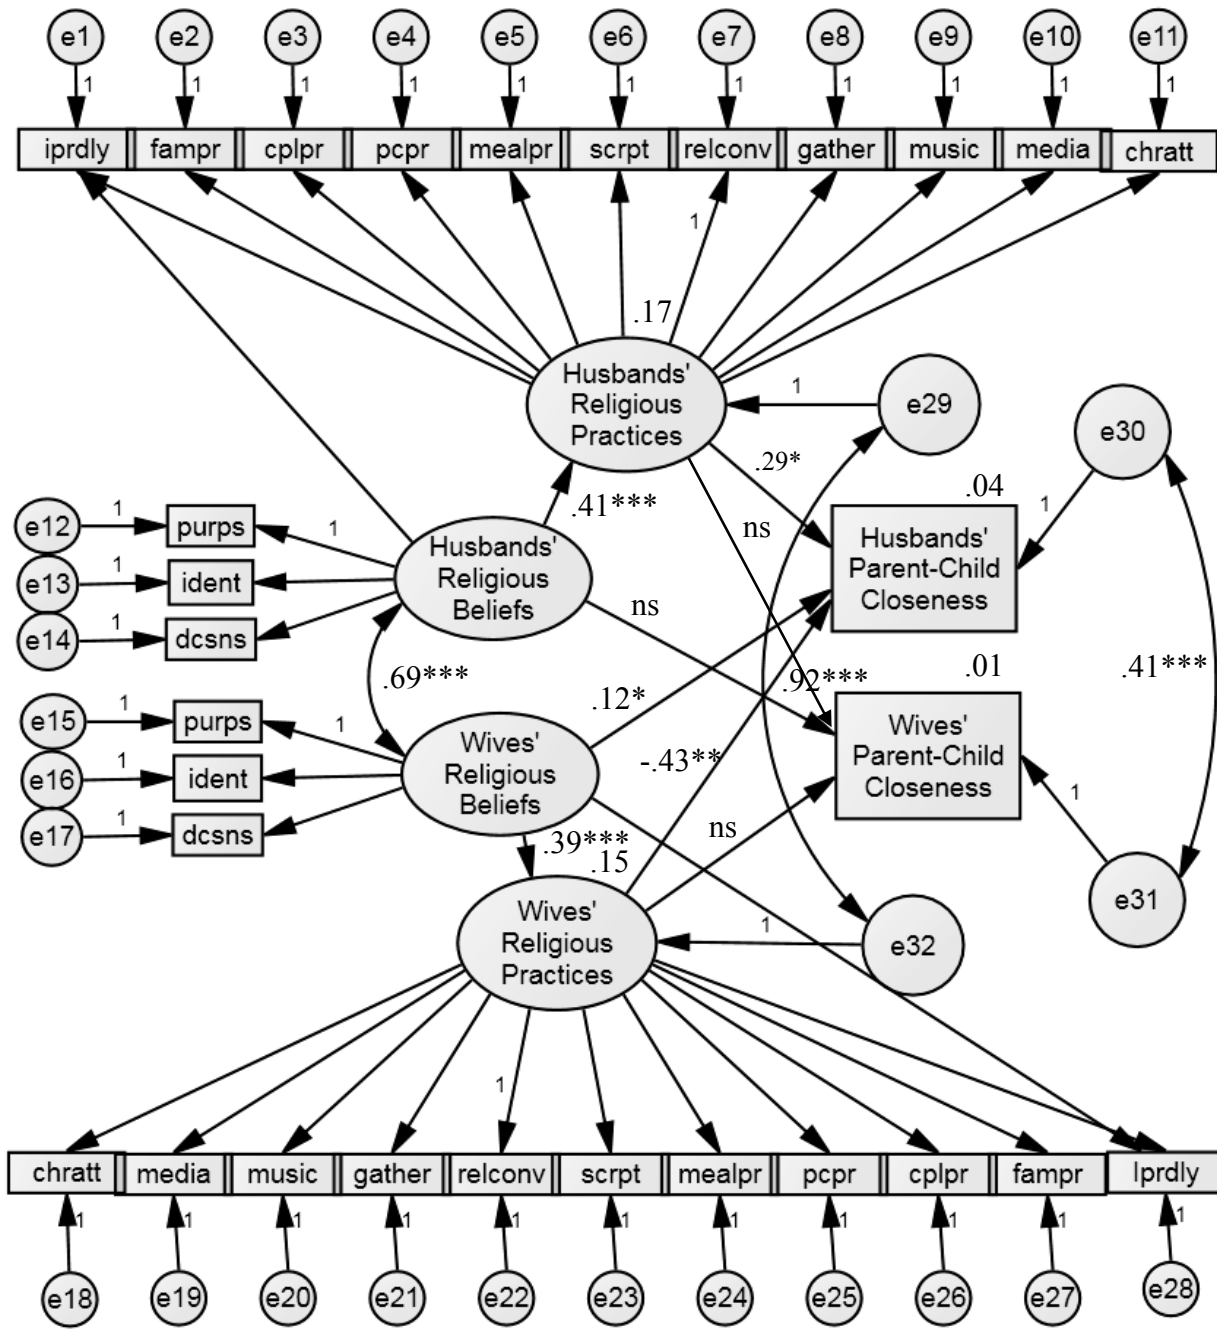 e1 e2 e3 e4 e5 e6 e7 e8 e9 e10 e11
1 1 1 1 1 1 1 1 1 1 1
iprdly fampr cplpr pcpr mealpr scrpt relconv gather music media chratt
1
.17
Husbands'
Religious
Practices
1
e29
e30
.29*
.04
1
.41***
ns
e12 1 purps 1
e13 1 ident
e14 1 dcsns
Husbands'
Religious
Beliefs
Husbands'
Parent-Child
Closeness
ns
.69***
.12*
.92***
.01
.41***
e15 1 purps 1
e16 1 ident
e17 1 dcsns
Wives'
Religious
Beliefs
-.43**
Wives'
Parent-Child
Closeness
1
ns
.39***
.15
Wives'
Religious
Practices
1
e32
e31
1
chratt media music gather relconv scrpt mealpr pcpr cplpr fampr lprdly
1 1 1 1 1 1 1 1 1 1 1
e18 e19 e20 e21 e22 e23 e24 e25 e26 e27 e28